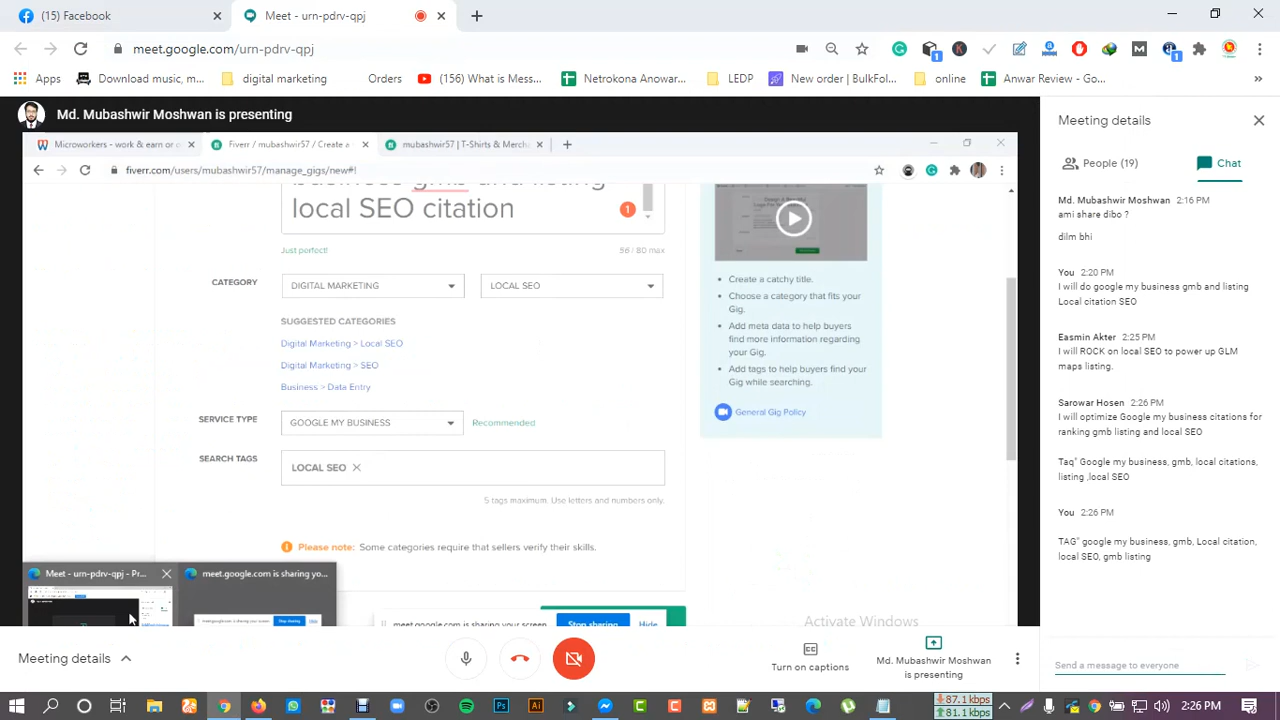 (15) Facebook
Meet - urn-pdrv-qpj
meet.google.com/urn-pdrv-qpj
Apps
Download music, m...
digital marketing
Orders
(156) What is Mess...
Netrokona Anowar...
LEDP
New order | BulkFol...
online
Anwar Review - Go...
Md. Mubashwir Moshwan is presenting
Microworkers - work & earn or o
Fiverr / mubashwir57 / Create a
mubashwir57 | T-Shirts & Mercha
fiverr.com/users/mubashwir57/manage_gigs/new#!
business gmb and listing
local SEO citation
1
Just perfect!
56 / 80 max
CATEGORY
DIGITAL MARKETING
LOCAL SEO
SUGGESTED CATEGORIES
Digital Marketing > Local SEO
Digital Marketing > SEO
Business > Data Entry
SERVICE TYPE
GOOGLE MY BUSINESS
Recommended
SEARCH TAGS
LOCAL SEO
5 tags maximum. Use letters and numbers only.
Please note: Some categories require that sellers verify their skills.
Create a catchy title.
Choose a category that fits your
Gig.
Add meta data to help buyers
find more information regarding
your Gig.
Add tags to help buyers find your
Gig while searching.
General Gig Policy
Meet - urn-pdrv-qpj - Pr...
meet.google.com is sharing yo...
meet.google.com is sharing your screen.
Stop sharing
Hide
Activate Windows
Meeting details
Turn on captions
Md. Mubashwir Moshwan
is presenting
Meeting details
People (19)
Chat
Md. Mubashwir Moshwan 2:16 PM
ami share dibo ?
dilm bhi
You 2:20 PM
I will do google my business gmb and listing
Local citation SEO
Easmin Akter 2:25 PM
I will ROCK on local SEO to power up GLM
maps listing.
Sarowar Hosen 2:26 PM
I will optimize Google my business citations for
ranking gmb listing and local SEO
Taq" Google my business, gmb, local citations,
listing ,local SEO
You 2:26 PM
TAG" google my business, gmb, Local citation,
local SEO, gmb listing
Send a message to everyone
87.1kbps
81.1kbps
2:26 PM